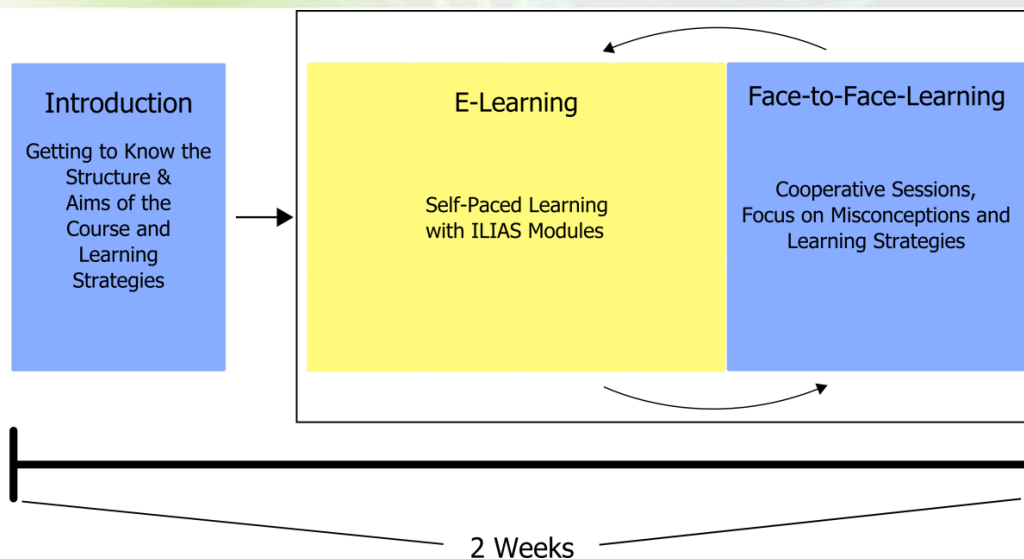 Introduction
Getting to Know the
Structure &
Aims of the
Course and
Learning
Strategies
E-Learning
Self-Paced Learning
with ILIAS Modules
Face-to-Face-Learning
Cooperative Sessions,
Focus on Misconceptions and
Learning Strategies
2 Weeks